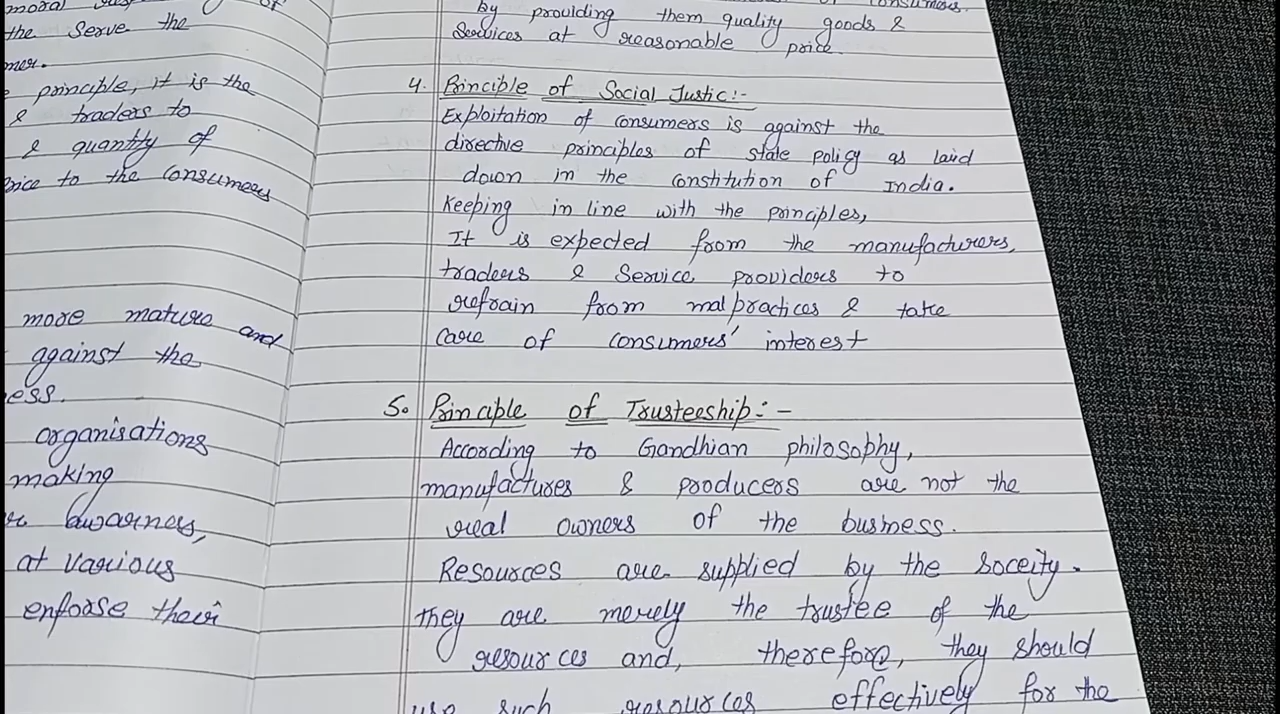 the Serve the
mer.
principle, it is the
& traders to
& quantity of
price to the consumers
more mature and
against the
ess.
organisations
making
awarness,
at various
enforse their
by providing them quality goods &
Services at reasonable price
4. Principle of Social Justic:-
Exploitation of consumers is against the
directive principles of state policy as laid
down in the constitution of India.
Keeping in line with the principles,
It is expected from the manufacturers,
traders & Service providers to
refrain from malpractices & take
care of consumers' interest
5. Principle of Trusteeship:-
According to Gandhian philosophy,
manufactures & producers are not the
real owners of the business.
Resources are supplied by the soceity.
they are merely the trustee of the
resources and, therefore, they should
use such resources effectively for the